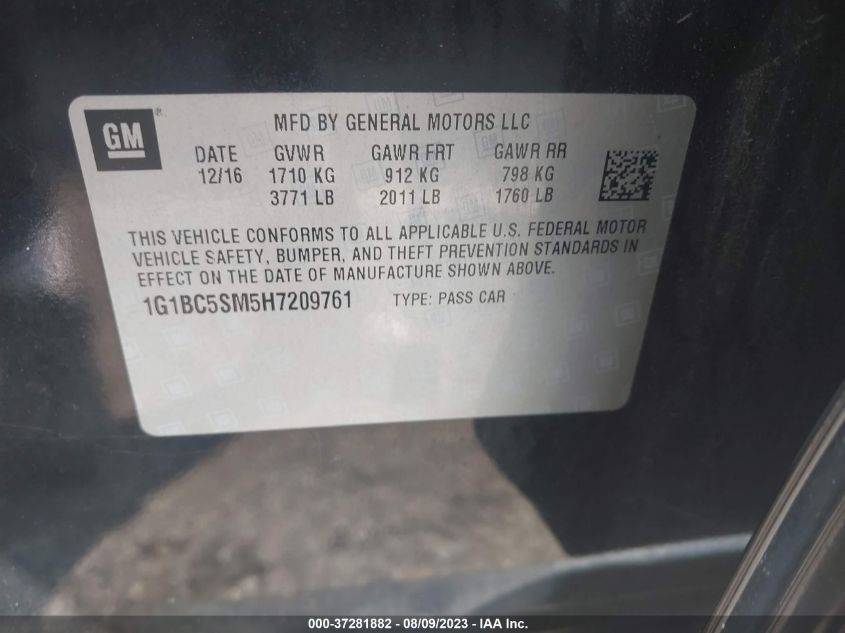 GM
MFD BY GENERAL MOTORS LLC
DATE GVWR GAWR FRT GAWR RR
12/16 1710 KG 912 KG 798 KG
3771 LB 2011 LB 1760 LB
THIS VEHICLE CONFORMS TO ALL APPLICABLE U.S. FEDERAL MOTOR
VEHICLE SAFETY, BUMPER, AND THEFT PREVENTION STANDARDS IN
EFFECT ON THE DATE OF MANUFACTURE SHOWN ABOVE.
1G1BC5SM5H7209761 TYPE: PASS CAR
000-37281882 - 08/09/2023 - IAA Inc.